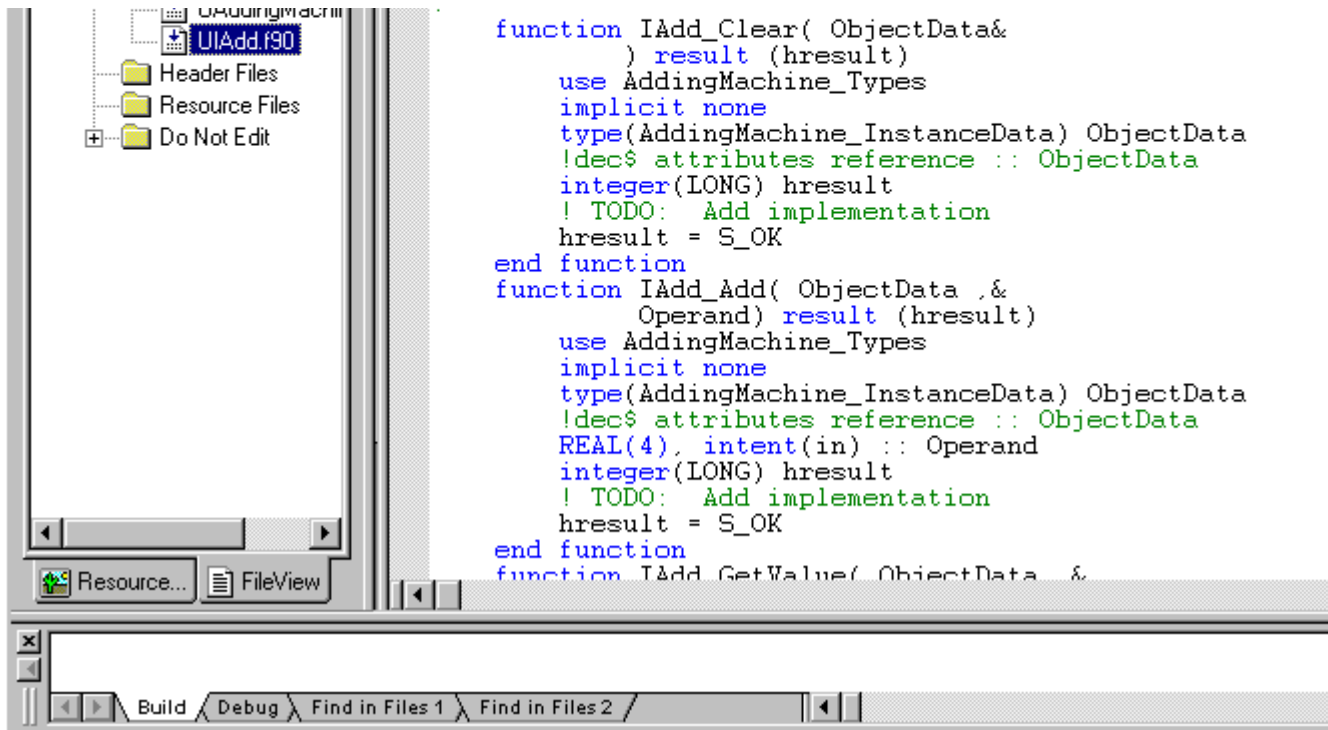 UAddingMachin
UIAdd.f90
Header Files
Resource Files
Do Not Edit
Resource...
FileView
function IAdd_Clear( ObjectData&
) result (hresult)
use AddingMachine_Types
implicit none
type(AddingMachine_InstanceData) ObjectData
!dec$ attributes reference :: ObjectData
integer(LONG) hresult
! TODO:  Add implementation
hresult = S_OK
end function
function IAdd_Add( ObjectData ,&
Operand) result (hresult)
use AddingMachine_Types
implicit none
type(AddingMachine_InstanceData) ObjectData
!dec$ attributes reference :: ObjectData
REAL(4), intent(in) :: Operand
integer(LONG) hresult
! TODO:  Add implementation
hresult = S_OK
end function
function IAdd_GetValue( ObjectData ,&
Build
Debug
Find in Files 1
Find in Files 2